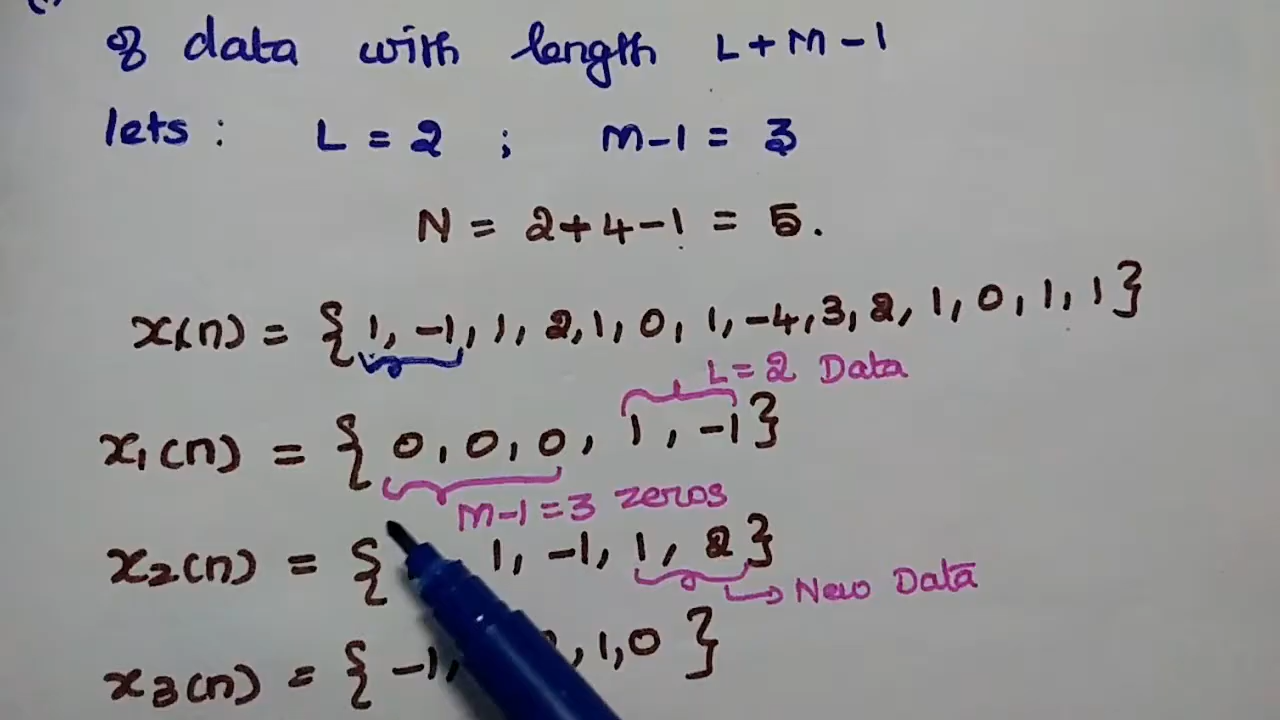 of data with length L+M-1
lets: L = 2 ; M-1 = 3
N = 2+4-1 = 5.
x(n) = { 1, -1, 1, 2, 1, 0, 1, -4, 3, 2, 1, 0, 1, 1 }
L = 2 Data
x₁(n) = { 0, 0, 0, 1, -1 }
M-1 = 3 zeros
x₂(n) = { 1, -1, 1, 2 }
New Data
x₃(n) = { -1, , 1, 0 }